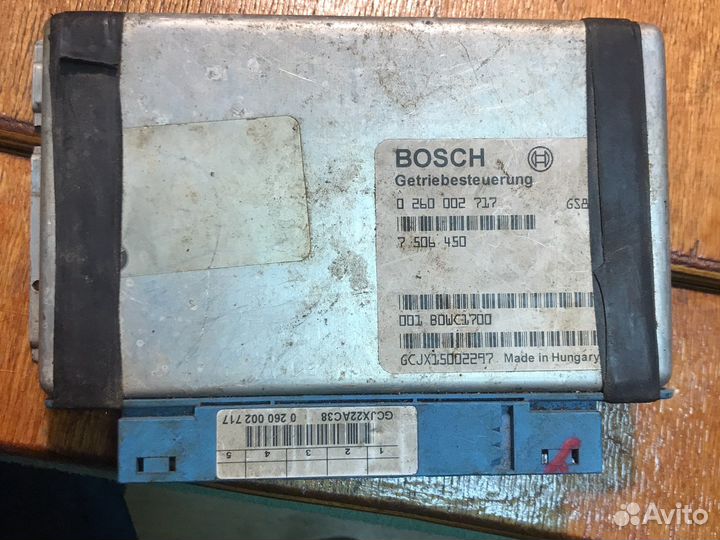 BOSCH
Getriebesteuerung
0 260 002 717 GS8
7 506 450
001 BOWC1700
GCJX15002297 Made in Hungary
1 2 3 4 5
GCJX22AC38
0 260 002 717
Avito